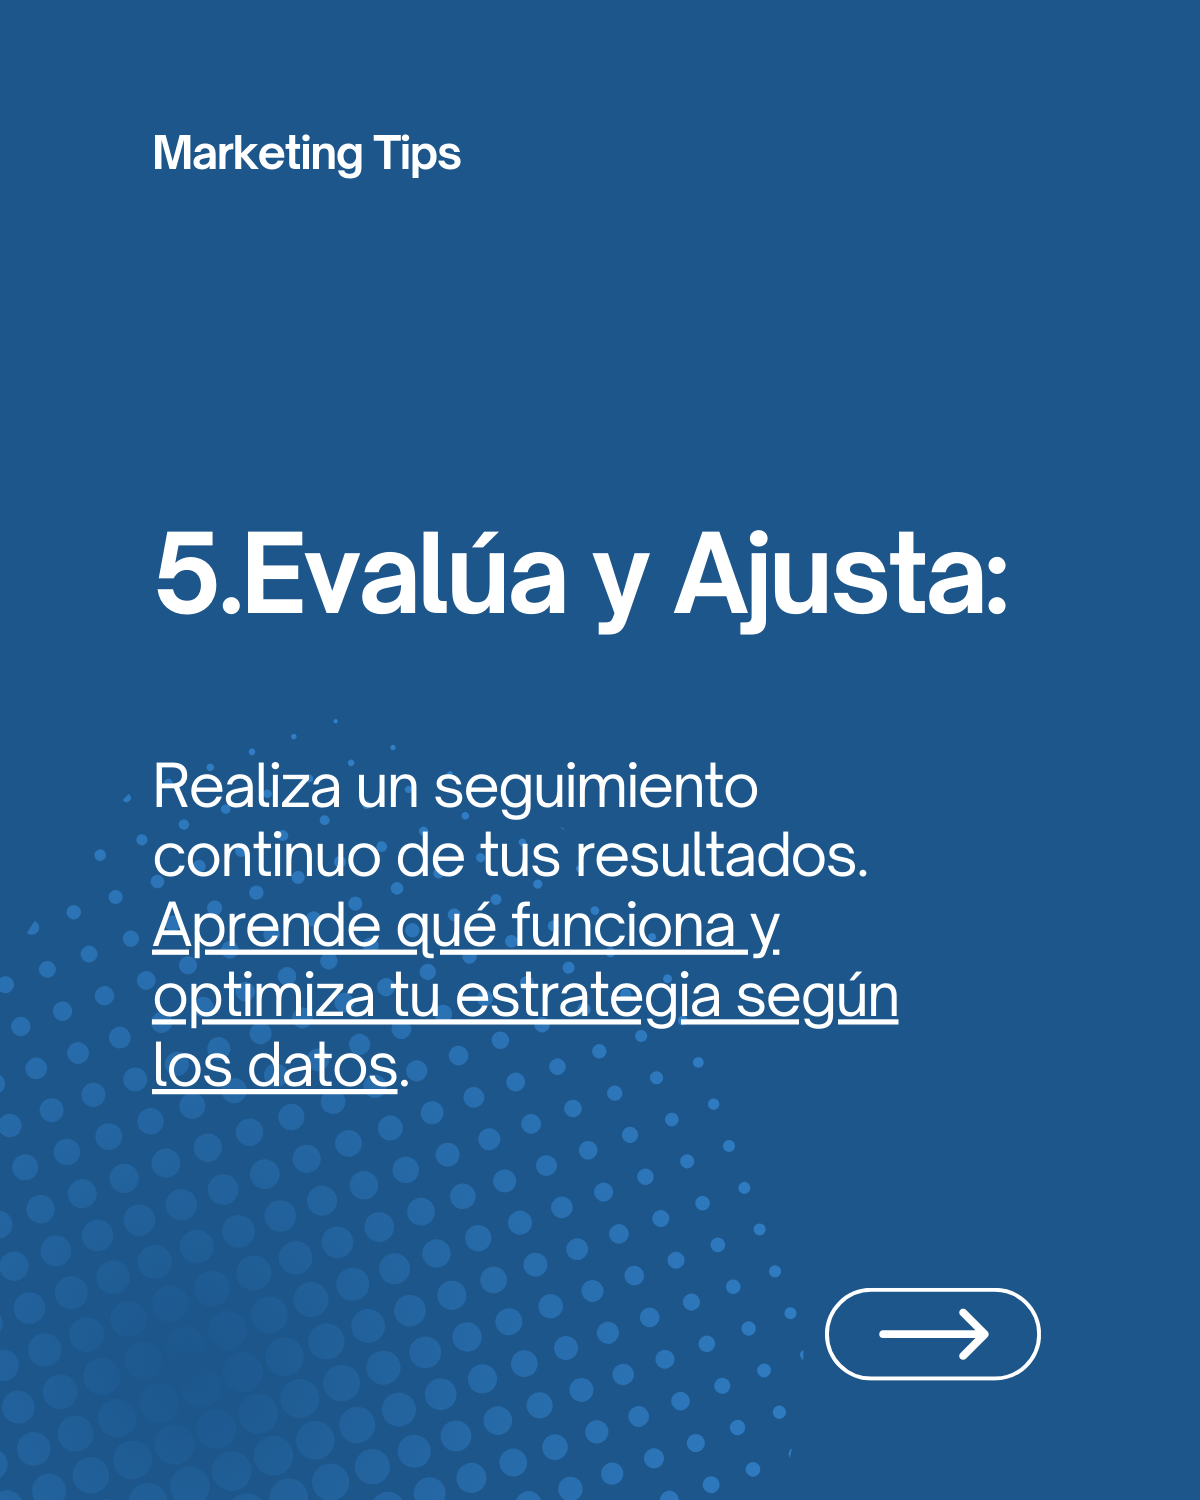 Marketing Tips
5.Evalúa y Ajusta:
Realiza un seguimiento
continuo de tus resultados.
Aprende qué funciona y
optimiza tu estrategia según
los datos.